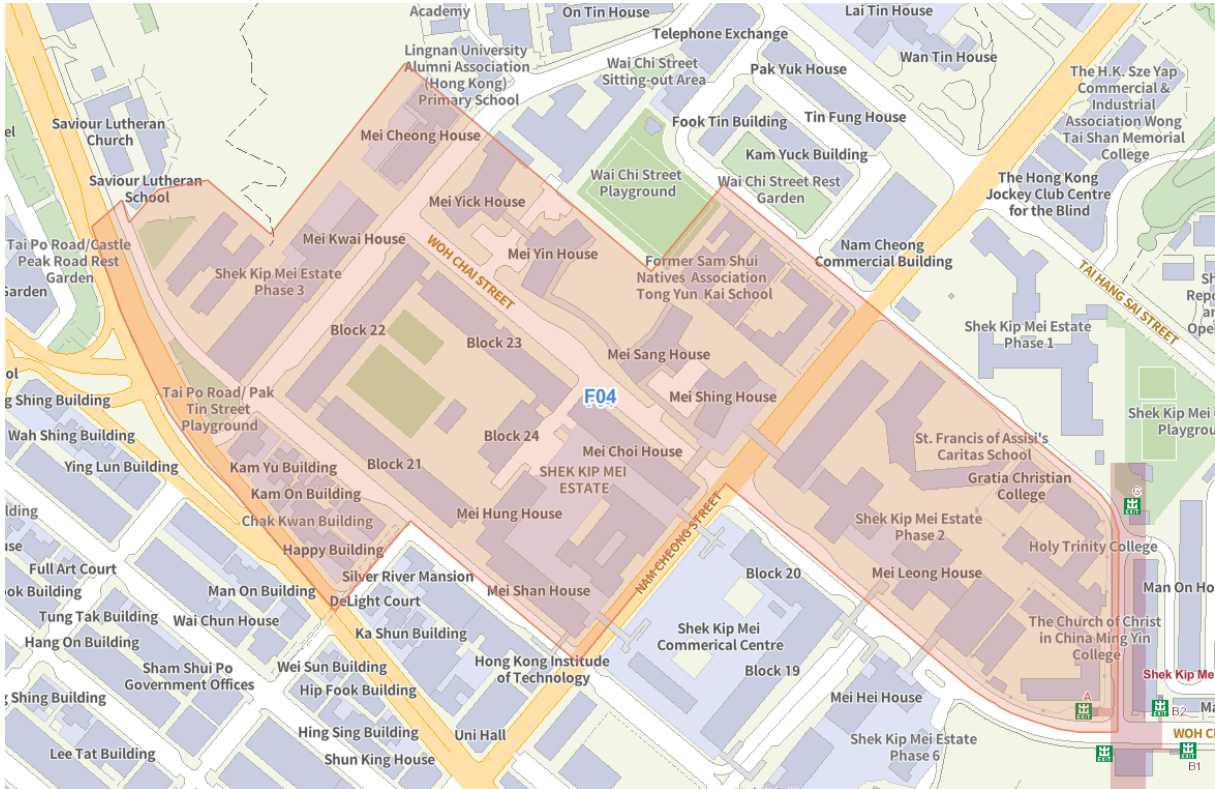 Academy
On Tin House
Lai Tin House
Telephone Exchange
Lingnan University
Alumni Association
(Hong Kong)
Primary School
Wai Chi Street
Sitting-out Area
Pak Yuk House
Wan Tin House
The H.K. Sze Yap
Commercial &
Industrial
Association Wong
Tai Shan Memorial
College
Saviour Lutheran
Church
Mei Cheong House
Fook Tin Building
Tin Fung House
Kam Yuck Building
Saviour Lutheran
School
Wai Chi Street
Playground
Wai Chi Street Rest
Garden
The Hong Kong
Jockey Club Centre
for the Blind
Mei Yick House
Tai Po Road/Castle
Peak Road Rest
Garden
Garden
Mei Kwai House
WOH CHAI STREET
Mei Yin House
Nam Cheong
Commercial Building
Shek Kip Mei Estate
Phase 3
Former Sam Shui
Natives Association
Tong Yun Kai School
TAI HANG SAI STREET
Block 22
Block 23
Mei Sang House
Shek Kip Mei Estate
Phase 1
Tai Po Road/ Pak
Tin Street
Playground
F04
Mei Shing House
Wah Shing Building
Block 24
Mei Choi House
St. Francis of Assisi's
Caritas School
Ying Lun Building
Kam Yu Building
Block 21
SHEK KIP MEI
ESTATE
Gratia Christian
College
Kam On Building
Chak Kwan Building
Mei Hung House
NAM CHEONG STREET
Shek Kip Mei Estate
Phase 2
Happy Building
Holy Trinity College
Full Art Court
Silver River Mansion
Mei Shan House
Block 20
Mei Leong House
Man On Building
DeLight Court
Tung Tak Building
Wai Chun House
Ka Shun Building
Shek Kip Mei
Commerical Centre
The Church of Christ
in China Ming Yin
College
Hang On Building
Sham Shui Po
Government Offices
Wei Sun Building
Hip Fook Building
Hong Kong Institude
of Technology
Block 19
Shek Kip Me
Mei Hei House
A
EXIT
B2
Hing Sing Building
Uni Hall
Lee Tat Building
Shun King House
Shek Kip Mei Estate
Phase 6
B1